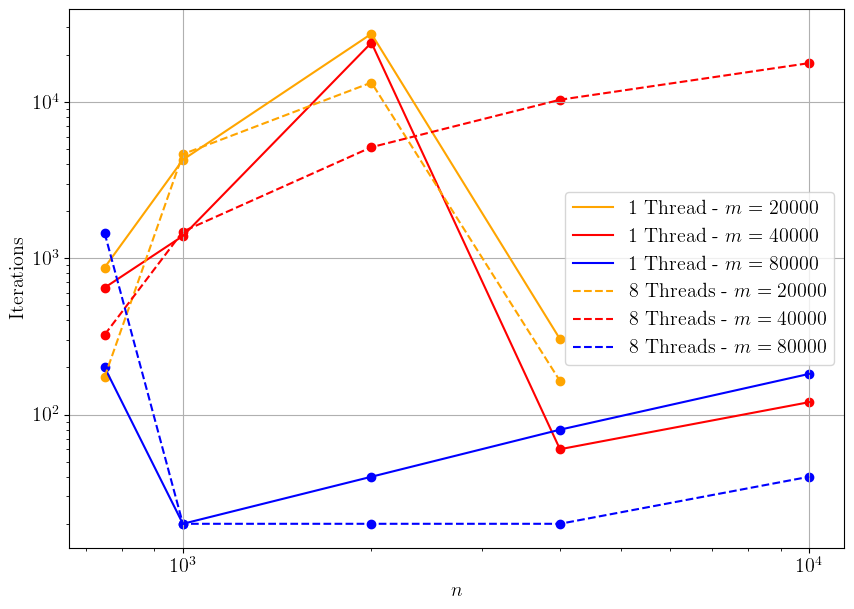 10^4
10^3
10^2
Iterations
1 Thread - m = 20000
1 Thread - m = 40000
1 Thread - m = 80000
8 Threads - m = 20000
8 Threads - m = 40000
8 Threads - m = 80000
10^3
10^4
n